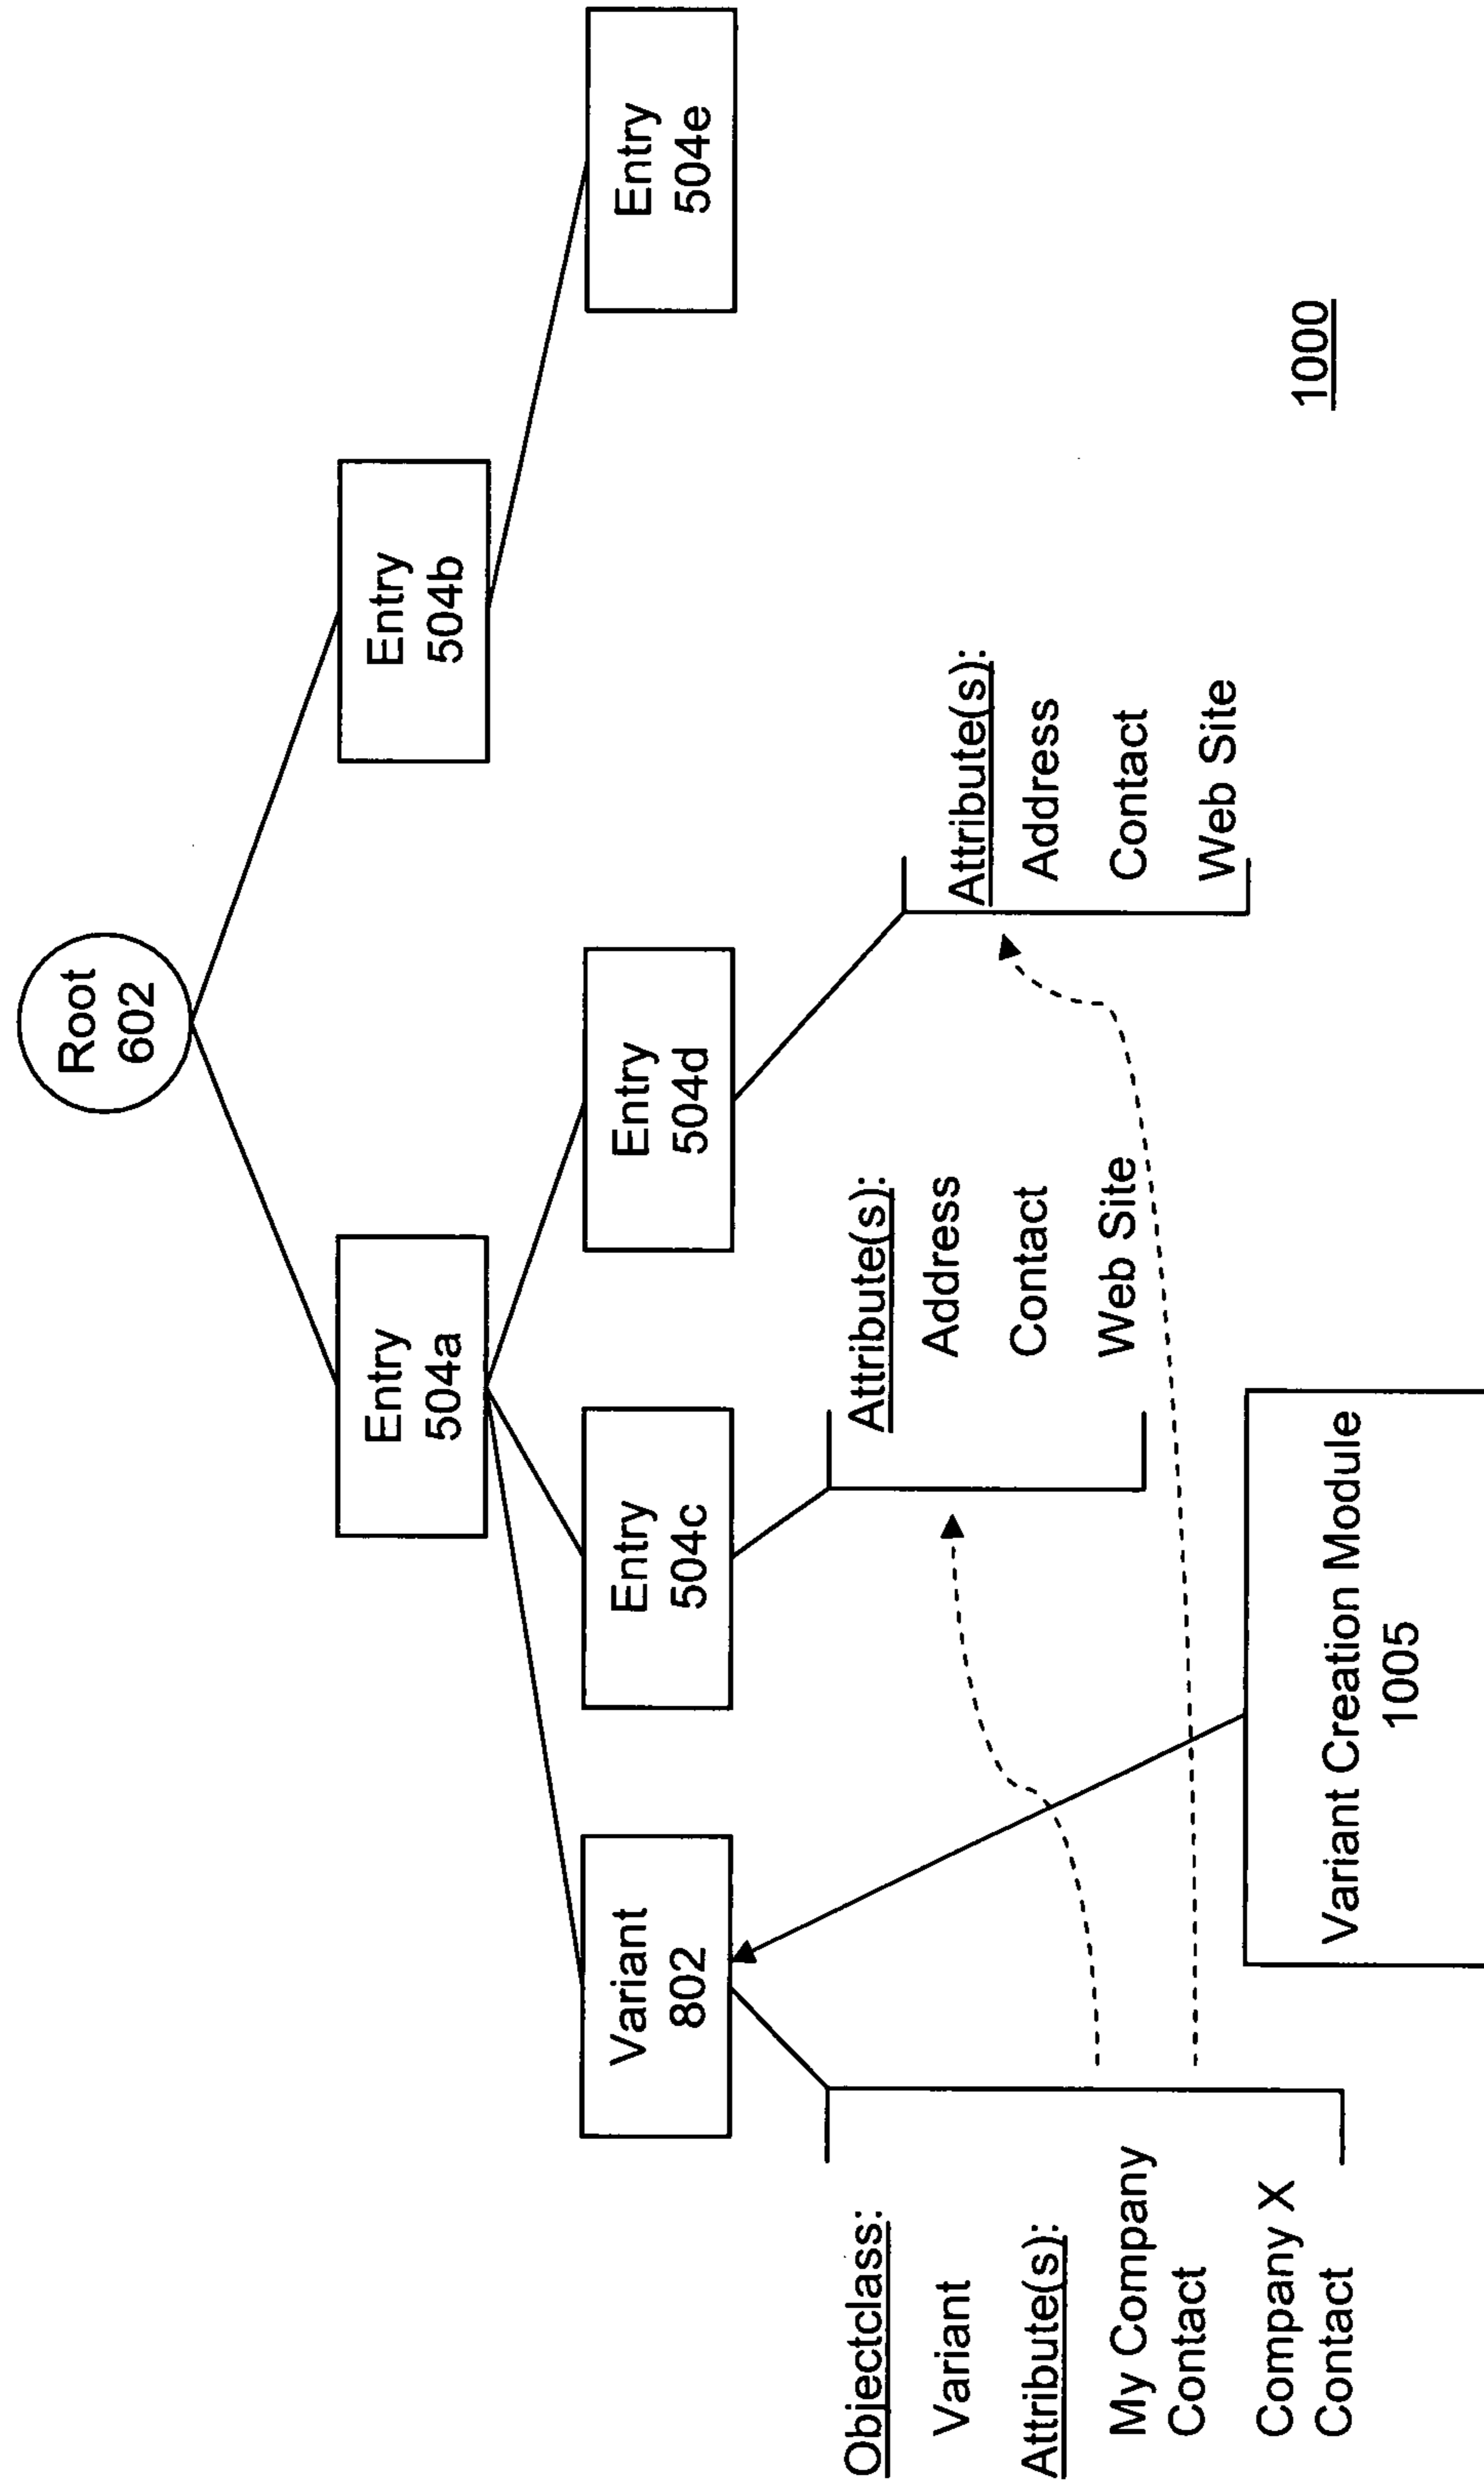 Root
602
Entry
504a
Entry
504b
Variant
802
Entry
504c
Entry
504d
Entry
504e
Objectclass:
Variant
Attribute(s):
My Company
Contact
Company X
Contact
Attribute(s):
Address
Contact
Web Site
Attribute(s):
Address
Contact
Web Site
Variant Creation Module
1005
1000